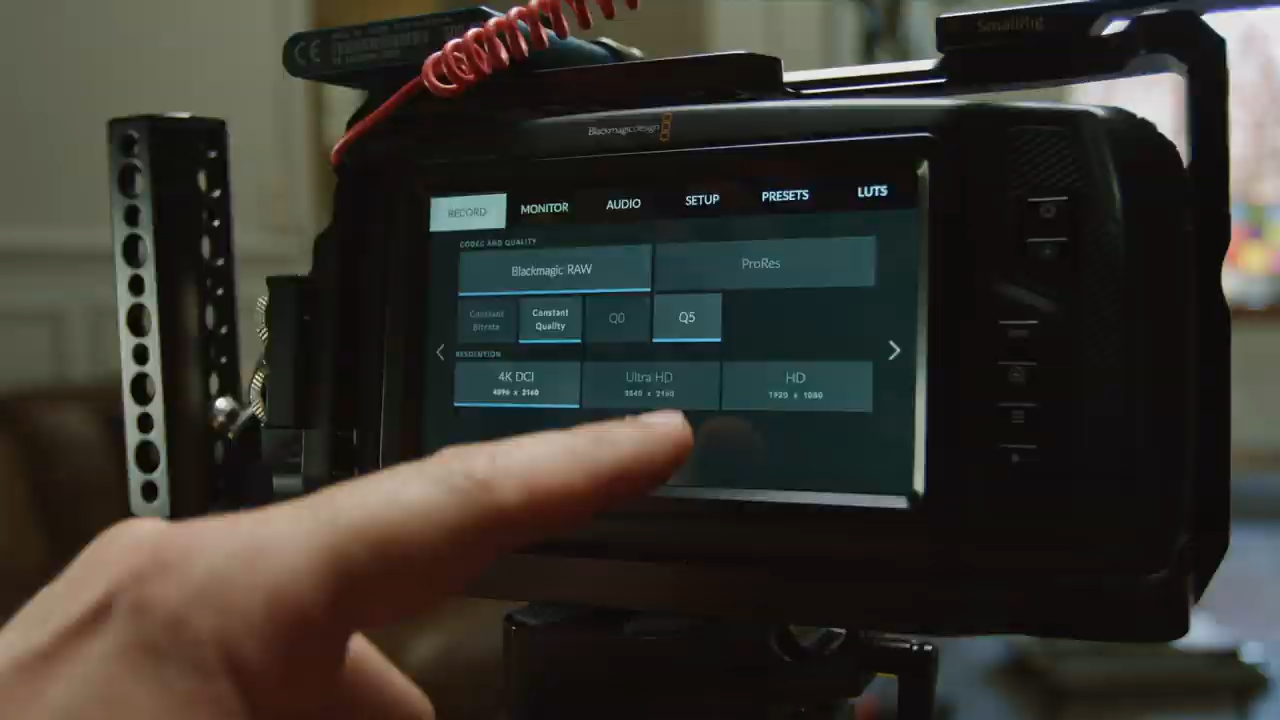 SmallRig
CE
Blackmagicdesign
RECORD MONITOR AUDIO SETUP PRESETS LUTS
CODEC AND QUALITY
Blackmagic RAW ProRes
Constant Bitrate
Constant Quality
Q0 Q5
RESOLUTION
4K DCI Ultra HD HD
4096 x 2160 3840 x 2160 1920 x 1080